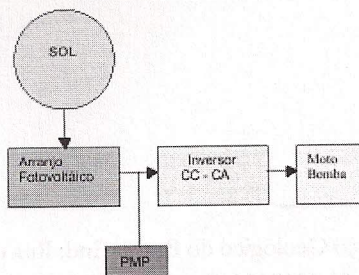 SOL
Arranjo
Fotovoltáico
Inversor
CC - CA
Moto
Bomba
PMP